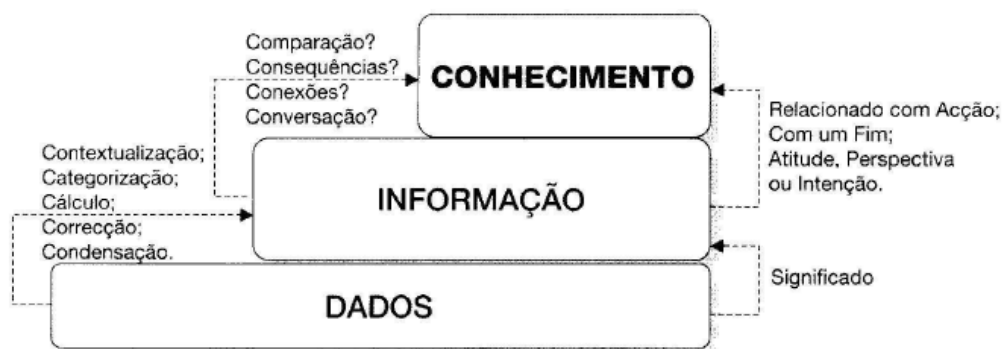 Comparação?
Consequências?
Conexões?
Conversação?
CONHECIMENTO
Relacionado com Acção;
Com um Fim;
Atitude, Perspectiva
ou Intenção.
Contextualização;
Categorização;
Cálculo;
Correcção;
Condensação.
INFORMAÇÃO
Significado
DADOS